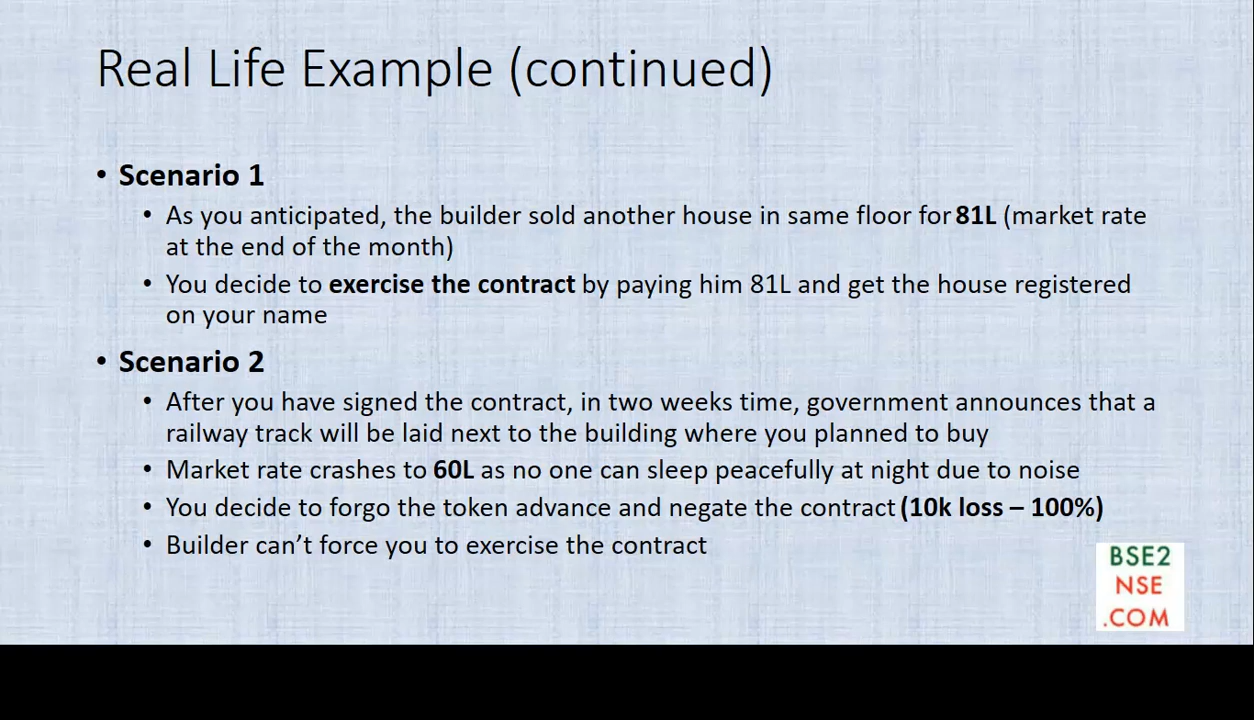 Real Life Example (continued)
• Scenario 1
• As you anticipated, the builder sold another house in same floor for 81L (market rate
at the end of the month)
• You decide to exercise the contract by paying him 81L and get the house registered
on your name
• Scenario 2
• After you have signed the contract, in two weeks time, government announces that a
railway track will be laid next to the building where you planned to buy
• Market rate crashes to 60L as no one can sleep peacefully at night due to noise
• You decide to forgo the token advance and negate the contract (10k loss – 100%)
• Builder can’t force you to exercise the contract
BSE2
NSE
.COM